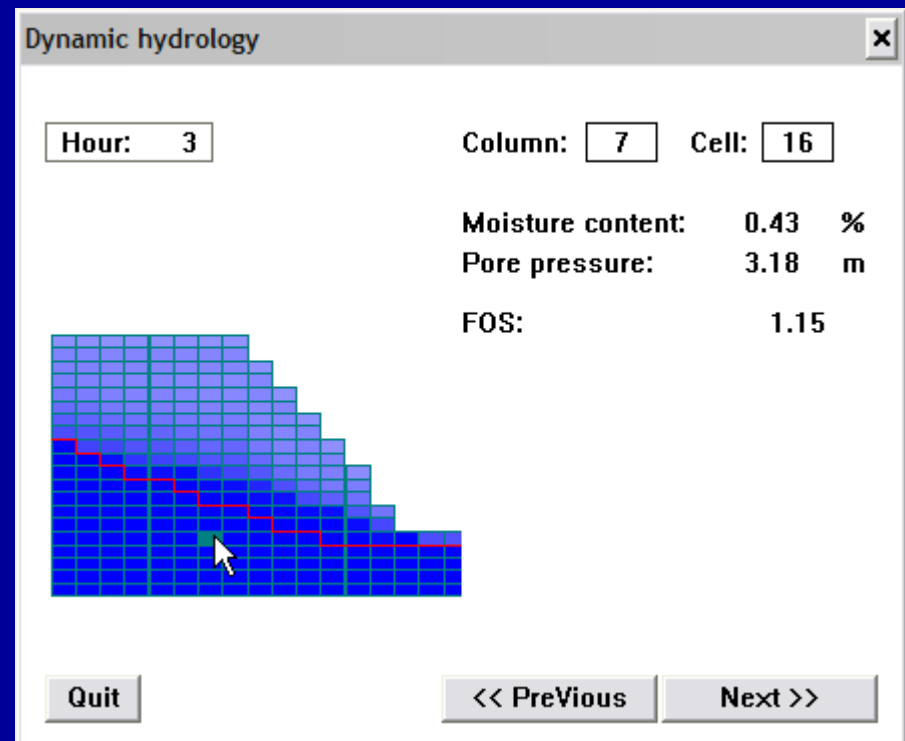 Dynamic hydrology
Hour: 3
Column: 7 Cell: 16
Moisture content: 0.43 %
Pore pressure: 3.18 m
FOS: 1.15
Quit << PreVious Next >>